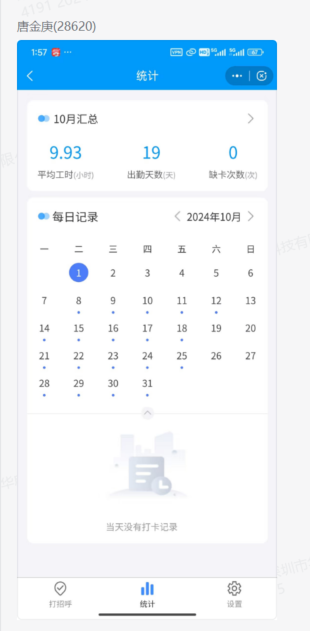 唐金庚(28620)
1:57
统计
10月汇总
9.93 19 0
平均工时(小时) 出勤天数(天) 缺卡次数(次)
每日记录 2024年10月
一 二 三 四 五 六 日
1 2 3 4 5 6
7 8 9 10 11 12 13
14 15 16 17 18 19 20
21 22 23 24 25 26 27
28 29 30 31
当天没有打卡记录
打招呼 统计 设置